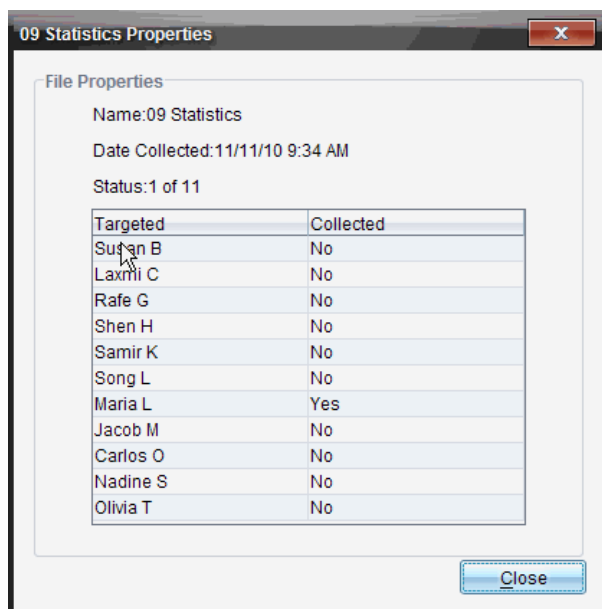 09 Statistics Properties
x
File Properties
Name:09 Statistics
Date Collected:11/11/10 9:34 AM
Status:1 of 11
Targeted Collected
Susan B No
Laxmi C No
Rafe G No
Shen H No
Samir K No
Song L No
Maria L Yes
Jacob M No
Carlos O No
Nadine S No
Olivia T No
Close